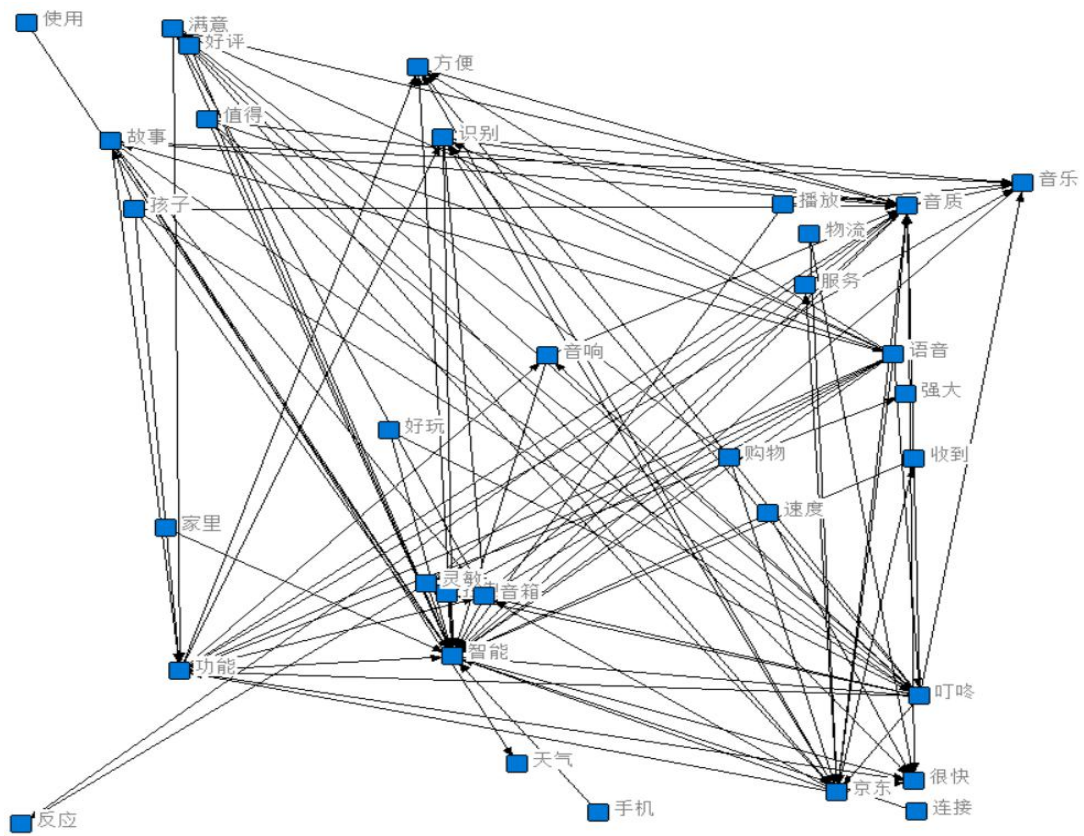 使用
满意
好评
方便
值得
识别
故事
音乐
孩子
播放
音质
物流
服务
音响
语音
强大
好玩
购物
收到
速度
家里
灵敏
音箱
智能
功能
叮咚
天气
京东
很快
手机
连接
反应